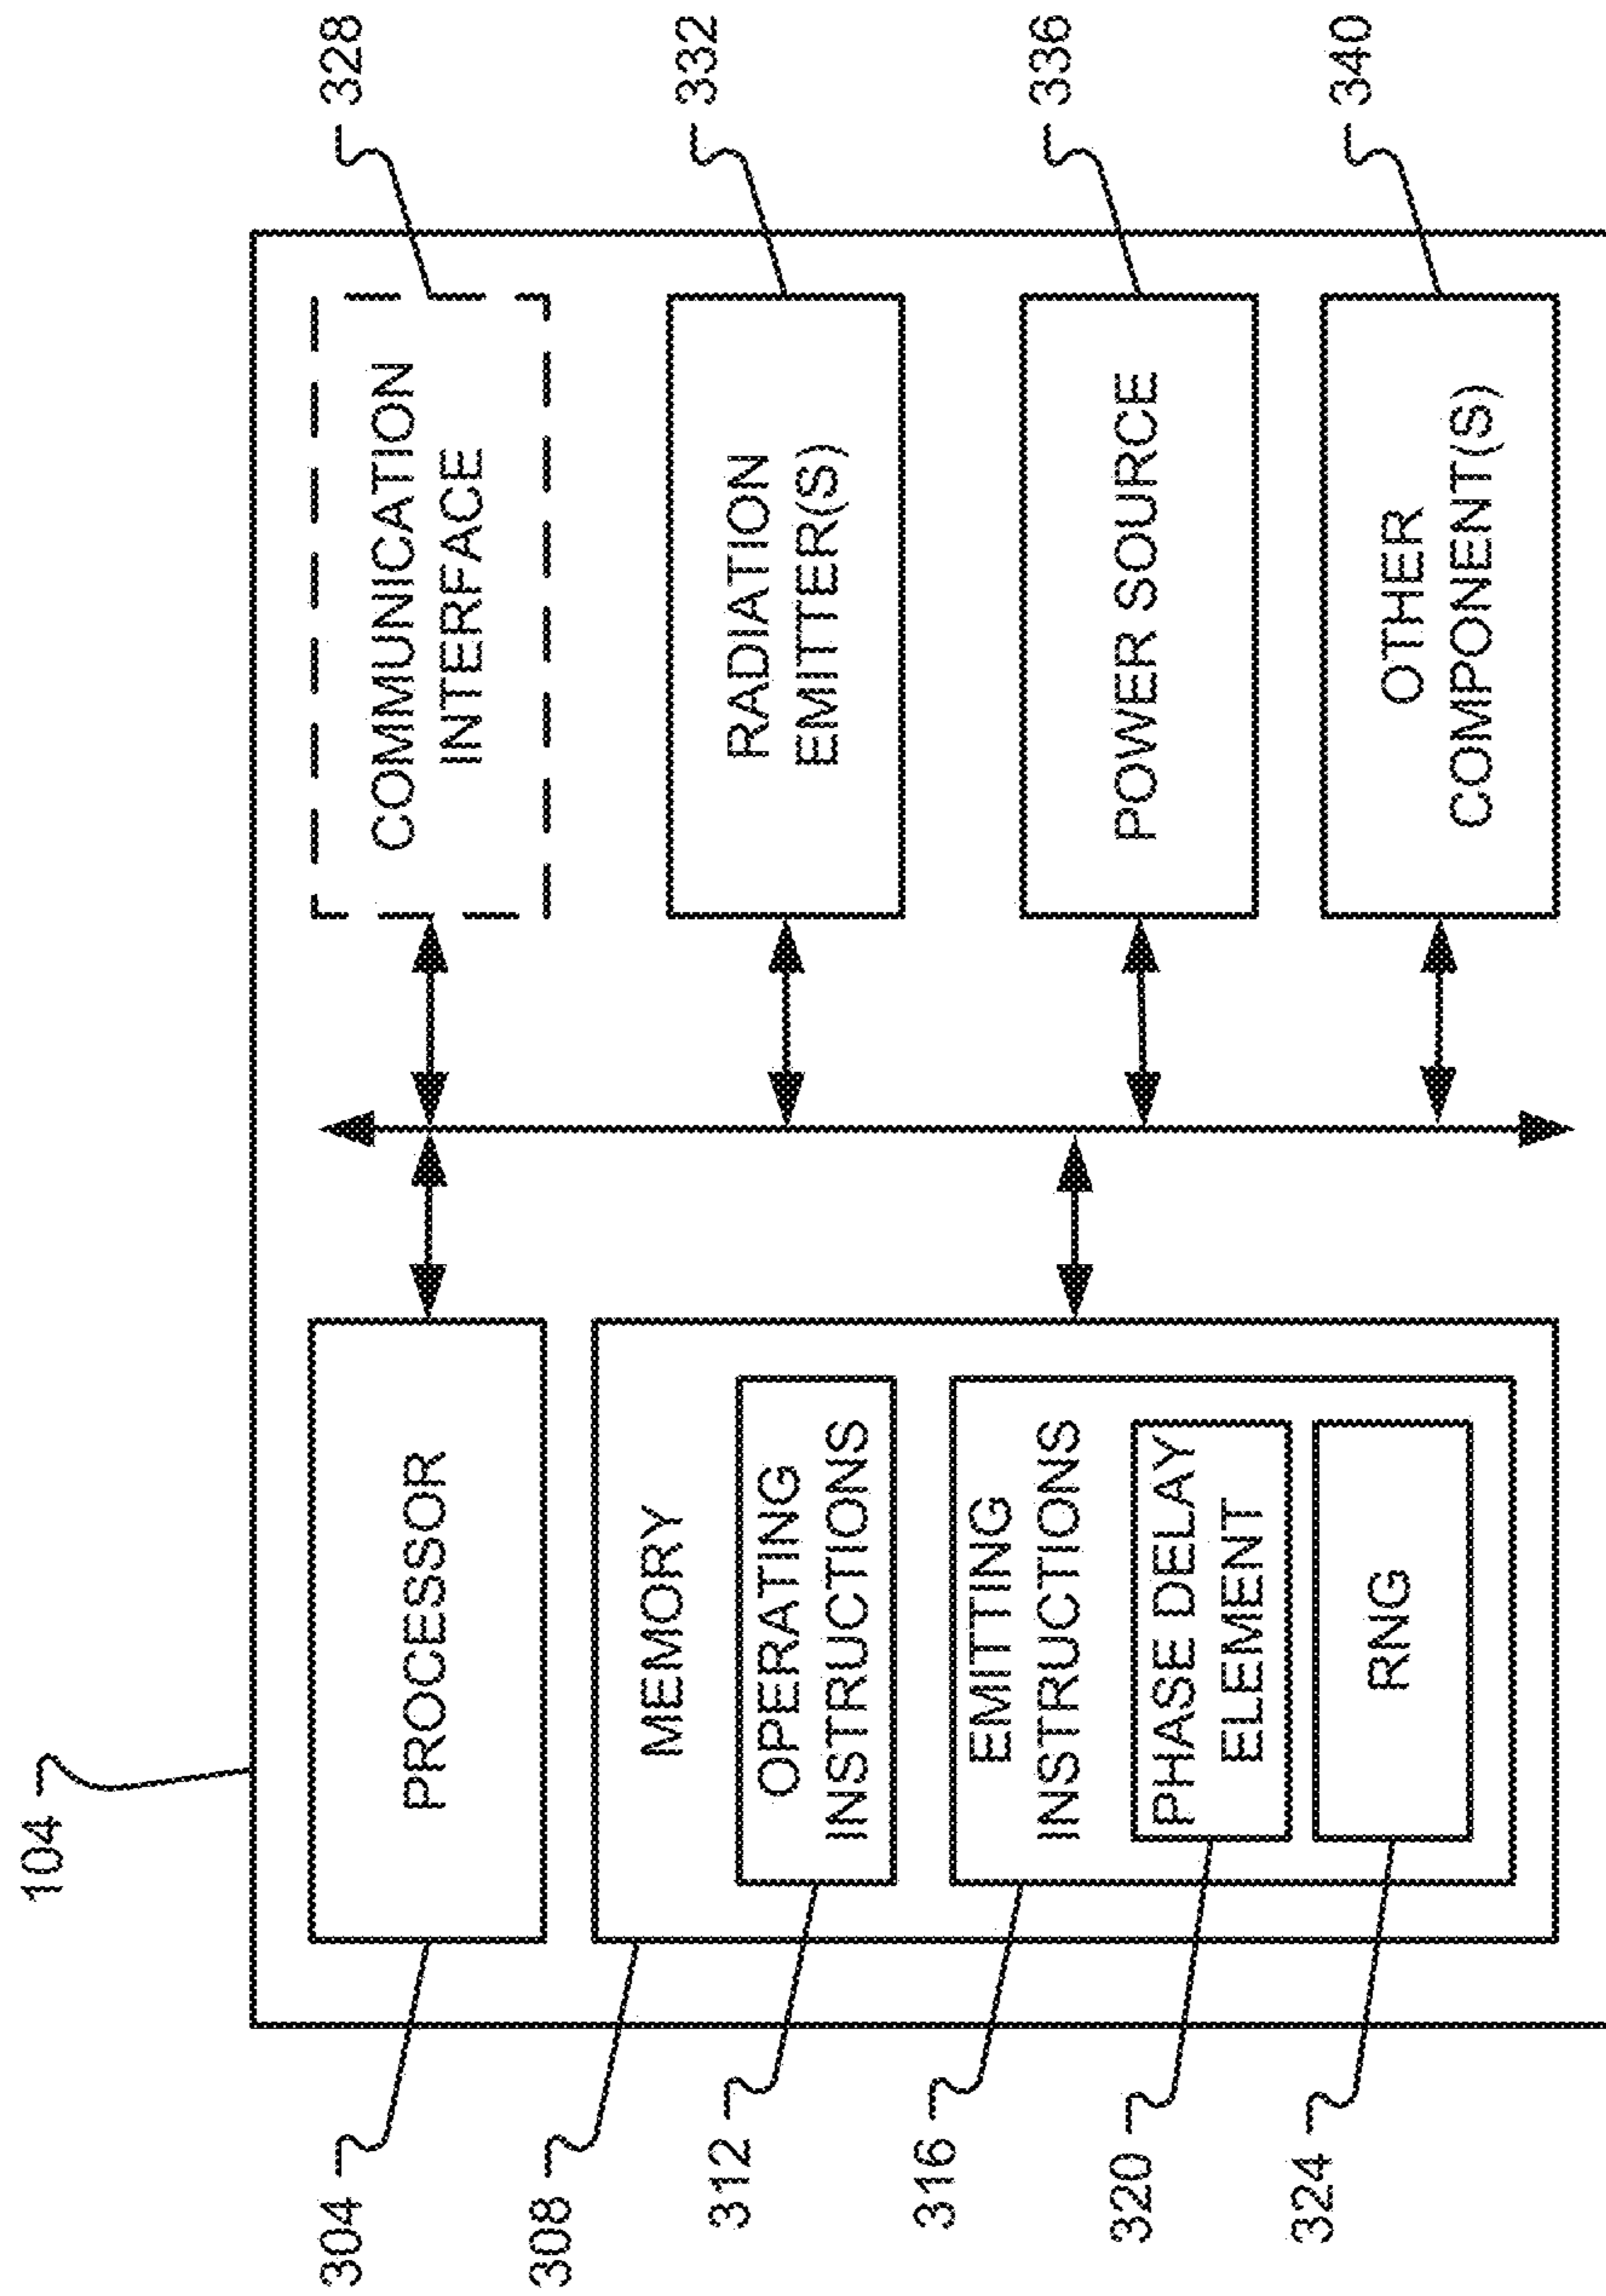 104
304
PROCESSOR
308
MEMORY
312
OPERATING
INSTRUCTIONS
316
EMITTING
INSTRUCTIONS
320
PHASE DELAY
ELEMENT
324
RNG
COMMUNICATION
INTERFACE
328
RADIATION
EMITTER(S)
332
POWER SOURCE
336
OTHER
COMPONENT(S)
340